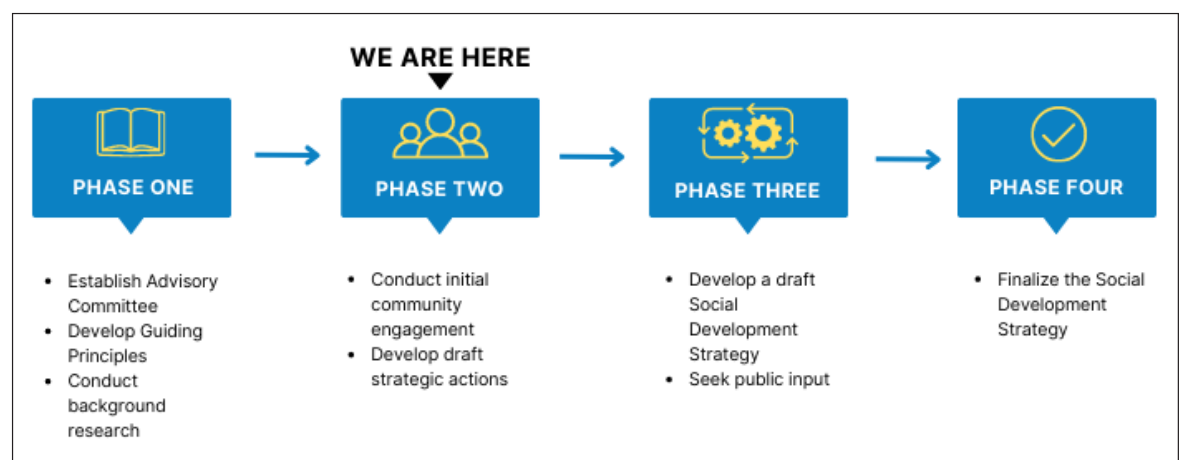 WE ARE HERE
PHASE ONE
• Establish Advisory
Committee
• Develop Guiding
Principles
• Conduct
background
research
PHASE TWO
• Conduct initial
community
engagement
• Develop draft
strategic actions
PHASE THREE
• Develop a draft
Social
Development
Strategy
• Seek public input
PHASE FOUR
• Finalize the Social
Development
Strategy